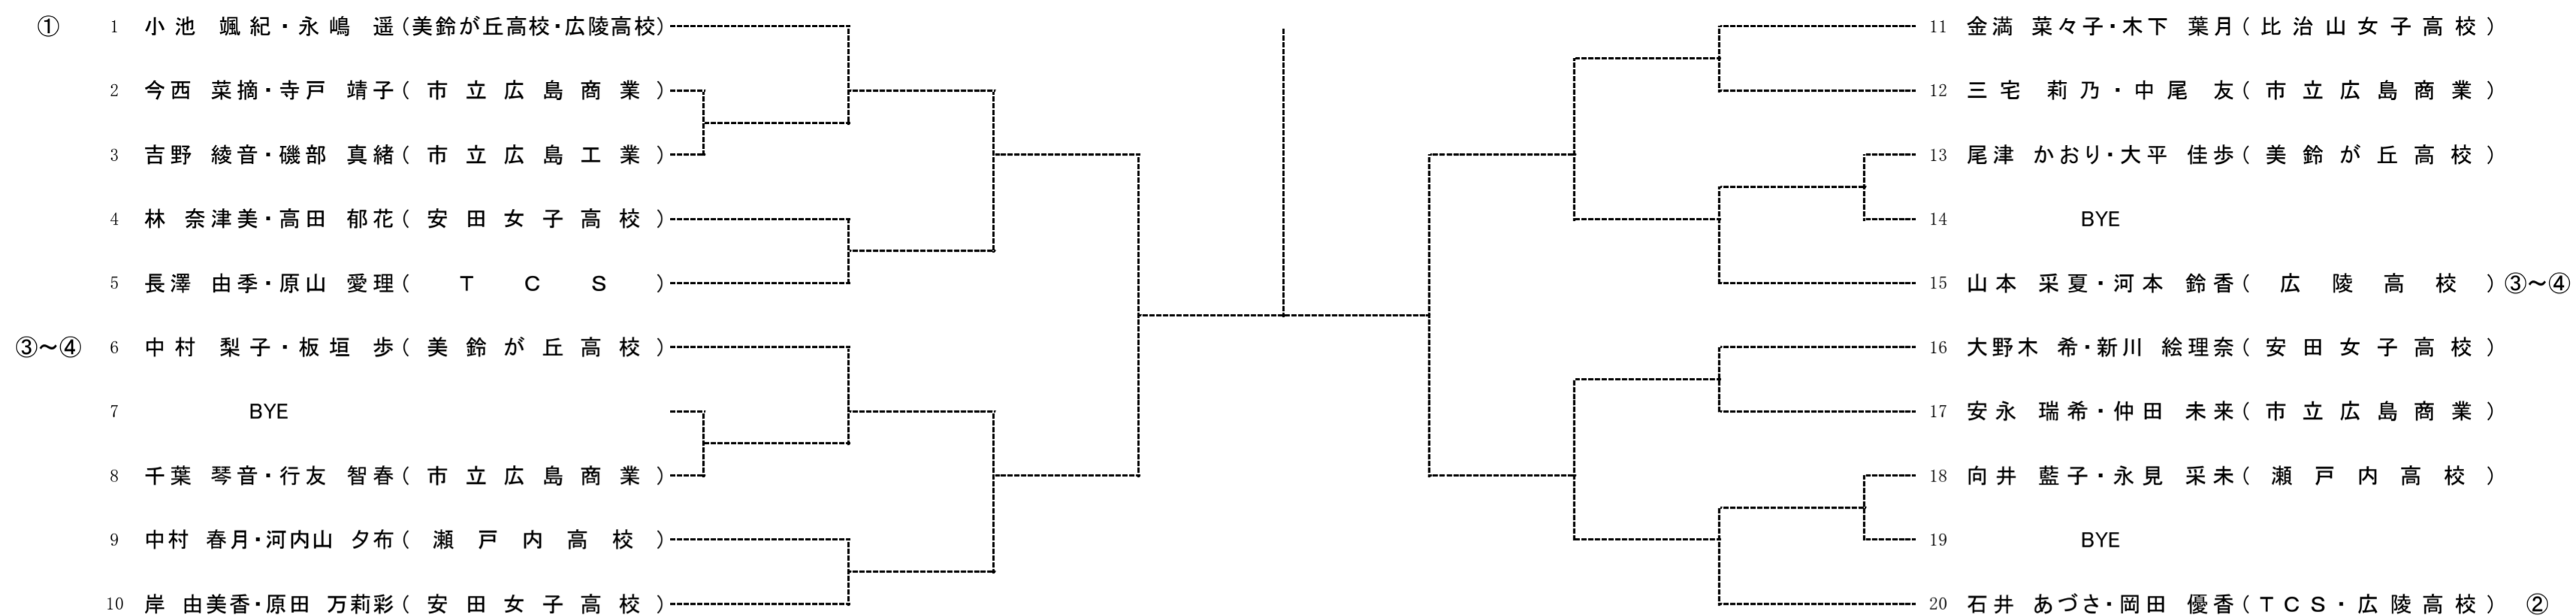 ① 1 小池 颯紀・永嶋 遥(美鈴が丘高校・広陵高校)
2 今西 菜摘・寺戸 靖子(市立広島商業)
3 吉野 綾音・磯部 真緒(市立広島工業)
4 林 奈津美・高田 郁花(安田女子高校)
5 長澤 由季・原山 愛理(TCS)
③～④ 6 中村 梨子・板垣 歩(美鈴が丘高校)
7 BYE
8 千葉 琴音・行友 智春(市立広島商業)
9 中村 春月・河内山 夕布(瀬戸内高校)
10 岸 由美香・原田 万莉彩(安田女子高校)
11 金満 菜々子・木下 葉月(比治山女子高校)
12 三宅 莉乃・中尾 友(市立広島商業)
13 尾津 かおり・大平 佳歩(美鈴が丘高校)
14 BYE
15 山本 采夏・河本 鈴香(広陵高校) ③～④
16 大野木 希・新川 絵理奈(安田女子高校)
17 安永 瑞希・仲田 未来(市立広島商業)
18 向井 藍子・永見 采未(瀬戸内高校)
19 BYE
20 石井 あづさ・岡田 優香(TCS・広陵高校) ②